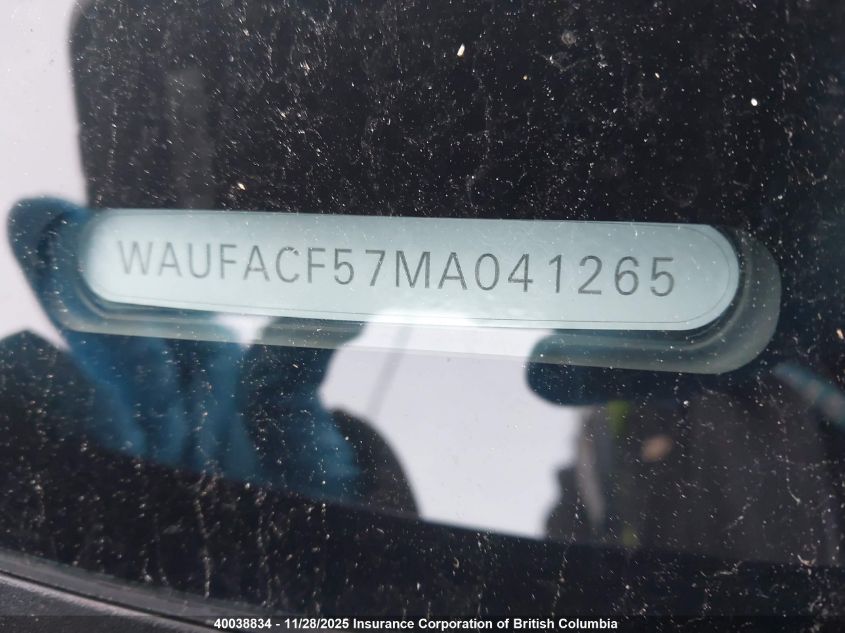 WAUFACF57MA041265
40038834 - 11/28/2025 Insurance Corporation of British Columbia